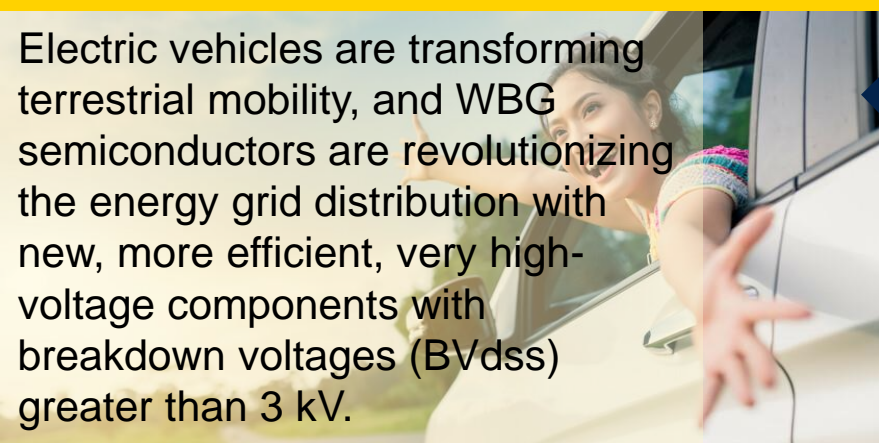 Electric vehicles are transforming
terrestrial mobility, and WBG
semiconductors are revolutionizing
the energy grid distribution with
new, more efficient, very high-
voltage components with
breakdown voltages (BVdss)
greater than 3 kV.